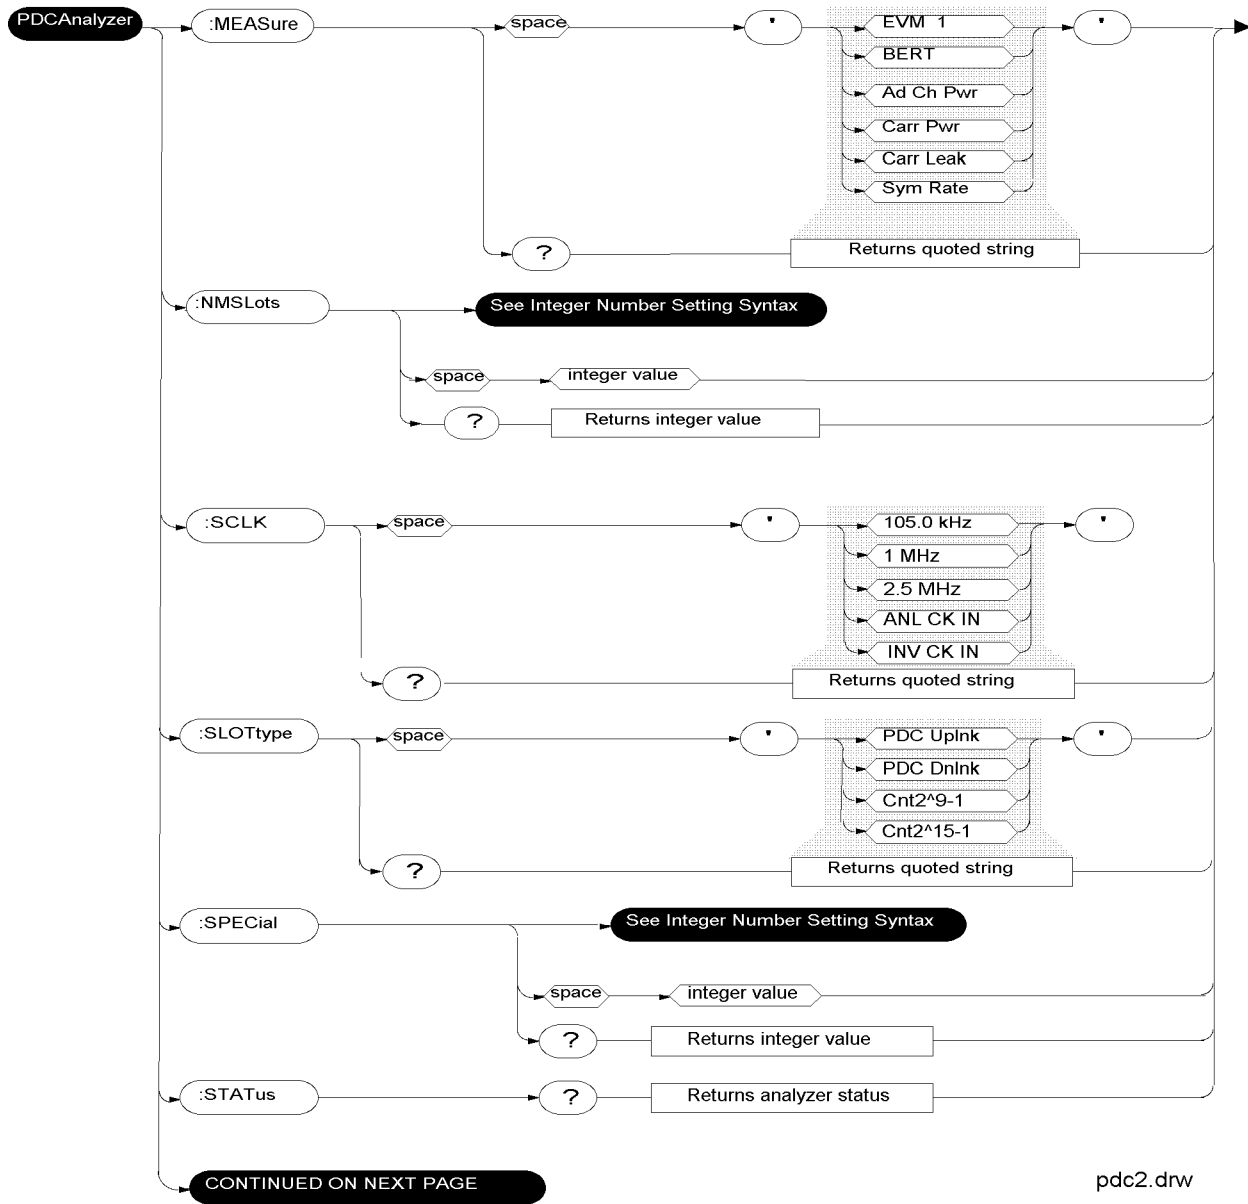 PDCAnalyzer
:MEASure
space
'
EVM 1
'
BERT
Ad Ch Pwr
Carr Pwr
Carr Leak
Sym Rate
?
Returns quoted string
:NMSLots
See Integer Number Setting Syntax
space
integer value
?
Returns integer value
:SCLK
space
'
105.0 kHz
'
1 MHz
2.5 MHz
ANL CK IN
INV CK IN
?
Returns quoted string
:SLOTtype
space
'
PDC Uplnk
'
PDC Dnlnk
Cnt2^9-1
Cnt2^15-1
?
Returns quoted string
:SPECial
See Integer Number Setting Syntax
space
integer value
?
Returns integer value
:STATus
?
Returns analyzer status
CONTINUED ON NEXT PAGE
pdc2.drw